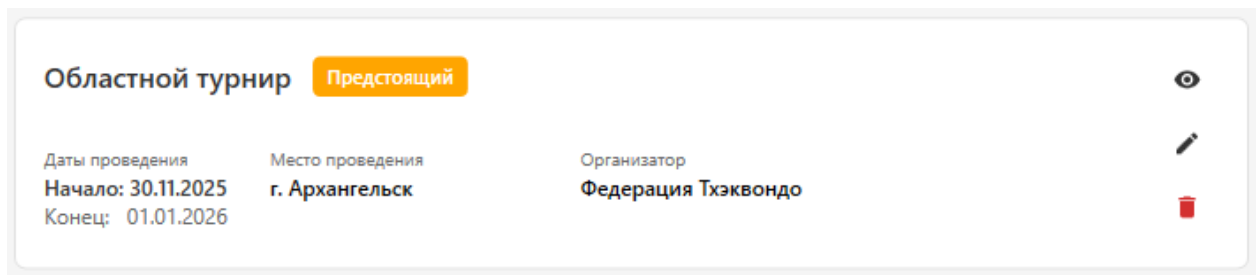 Областной турнир Предстоящий
Даты проведения Место проведения Организатор
Начало: 30.11.2025 г. Архангельск Федерация Тхэквондо
Конец: 01.01.2026